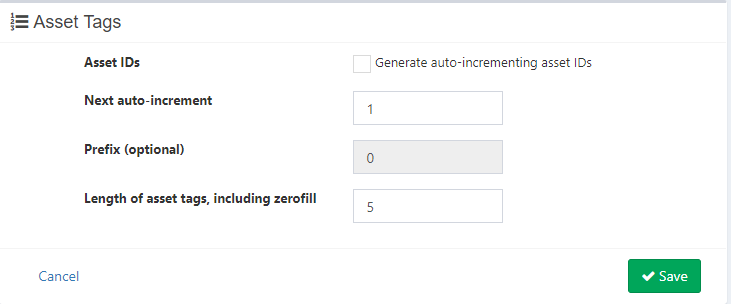 Asset Tags
Asset IDs
Generate auto-incrementing asset IDs
Next auto-increment
1
Prefix (optional)
0
Length of asset tags, including zerofill
5
Cancel
Save